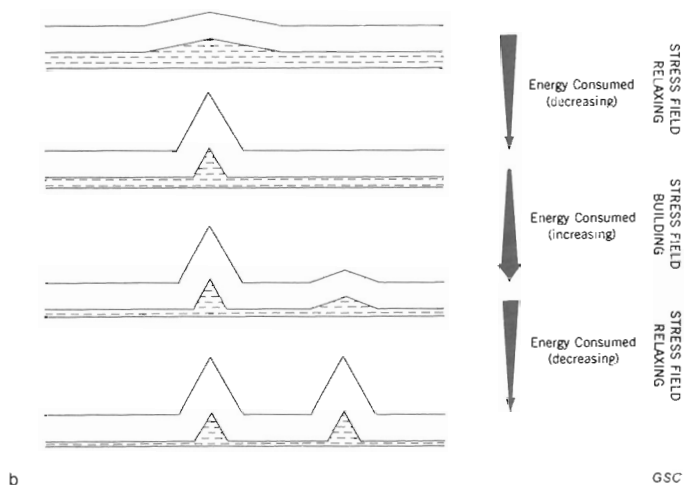 Energy Consumed
(decreasing)
STRESS FIELD
RELAXING
Energy Consumed
(increasing)
STRESS FIELD
BUILDING
Energy Consumed
(decreasing)
STRESS FIELD
RELAXING
b
GSC